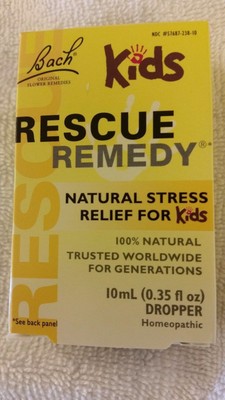 NDC #57687-238-10
Bach
ORIGINAL
FLOWER REMEDIES
Kids
RESCUE
REMEDY®*
NATURAL STRESS
RELIEF FOR Kids
100% NATURAL
TRUSTED WORLDWIDE
FOR GENERATIONS
10mL (0.35 fl oz)
DROPPER
Homeopathic
*See back panel
RESCUE